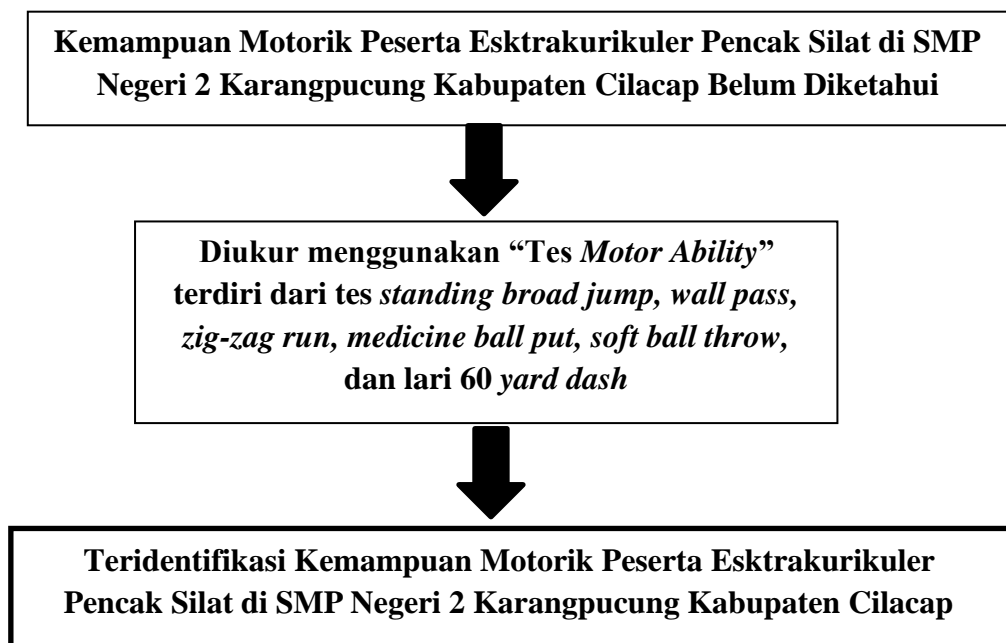 Kemampuan Motorik Peserta Esktrakurikuler Pencak Silat di SMP
Negeri 2 Karangpucung Kabupaten Cilacap Belum Diketahui
Diukur menggunakan “Tes Motor Ability”
terdiri dari tes standing broad jump, wall pass,
zig-zag run, medicine ball put, soft ball throw,
dan lari 60 yard dash
Teridentifikasi Kemampuan Motorik Peserta Esktrakurikuler
Pencak Silat di SMP Negeri 2 Karangpucung Kabupaten Cilacap